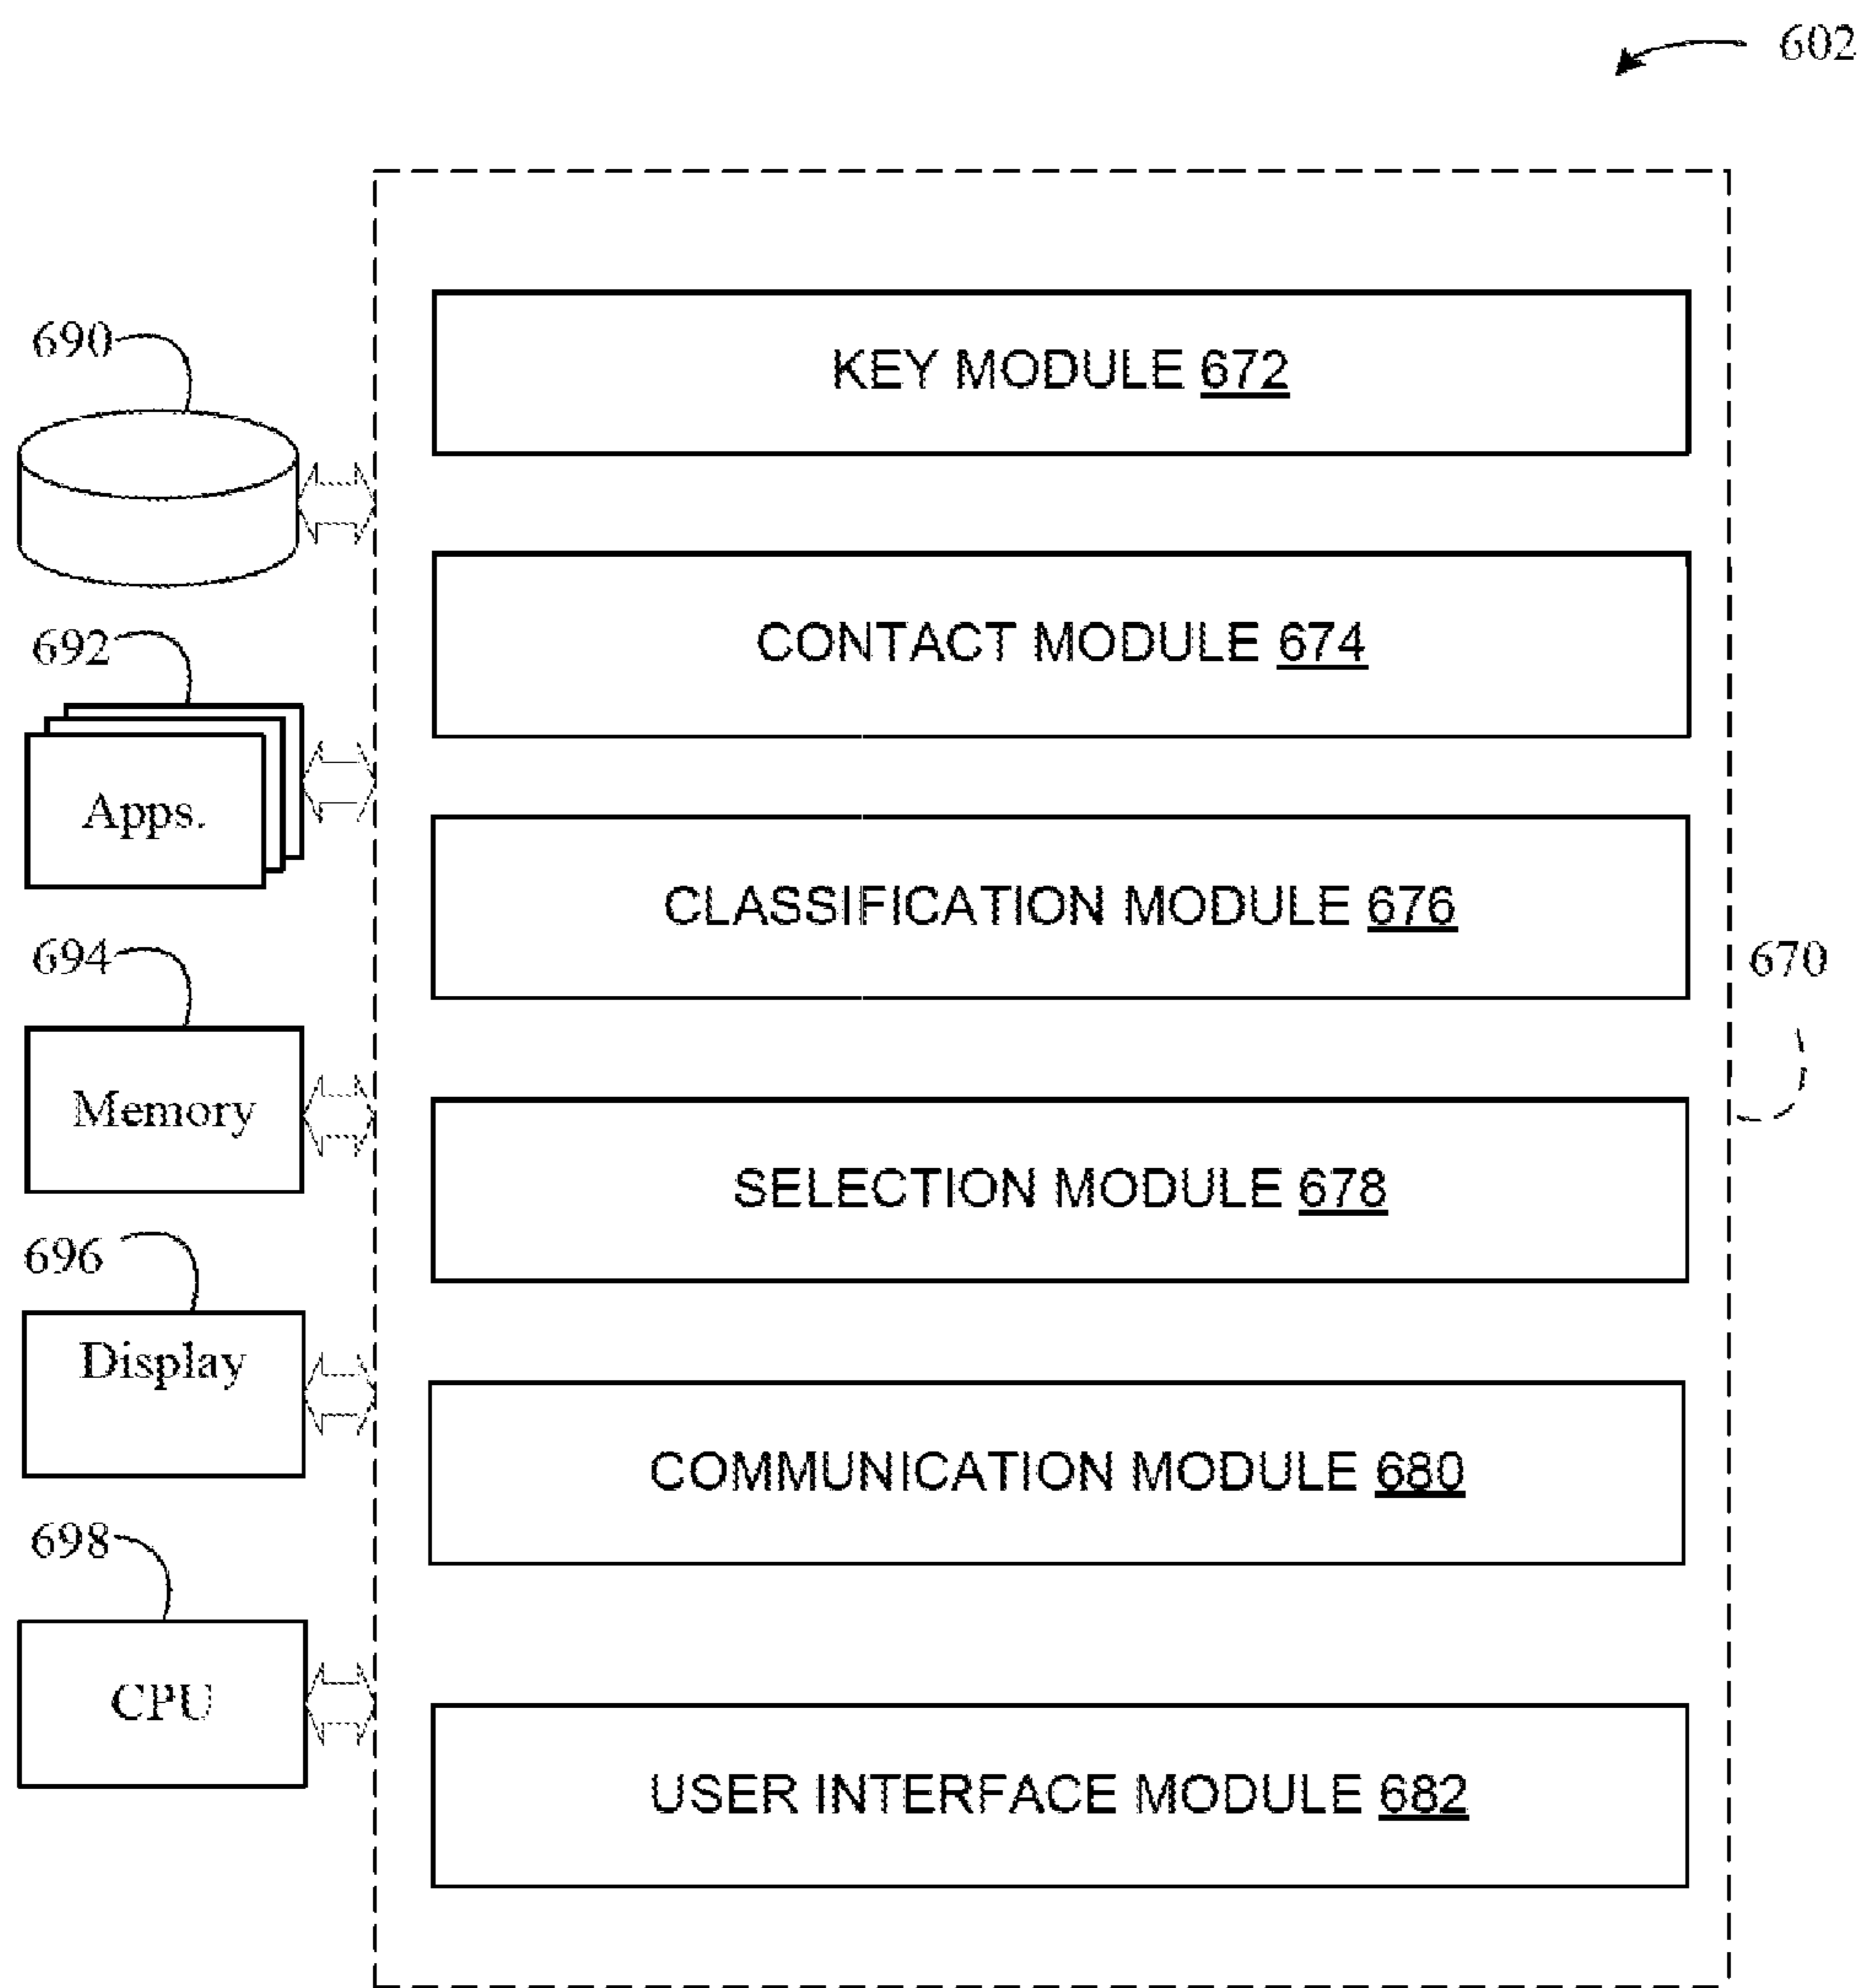 602
690
KEY MODULE 672
692
CONTACT MODULE 674
Apps.
CLASSIFICATION MODULE 676
694
670
Memory
SELECTION MODULE 678
696
Display
COMMUNICATION MODULE 680
698
CPU
USER INTERFACE MODULE 682